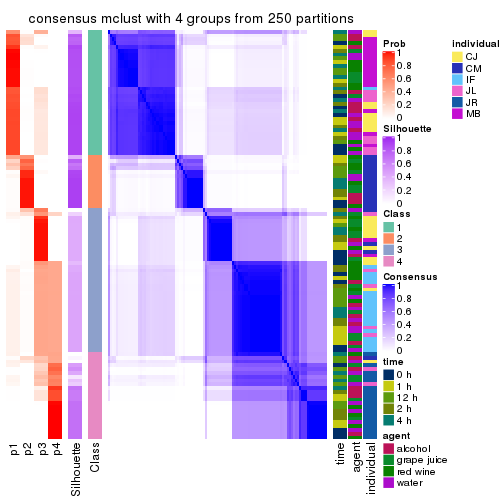 consensus mclust with 4 groups from 250 partitions
Prob
1
0.8
0.6
0.4
0.2
0
Silhouette
1
0.8
0.6
0.4
0.2
0
Class
1
2
3
4
Consensus
1
0.8
0.6
0.4
0.2
0
time
0 h
1 h
12 h
2 h
4 h
agent
alcohol
grape juice
red wine
water
Individual
CJ
CM
IF
JL
JR
MB
p1
p2
p3
p4
Silhouette
Class
time
agent
individual